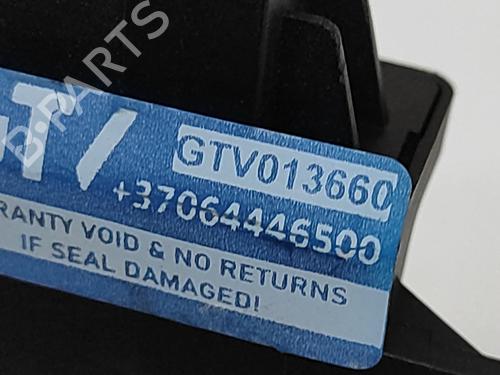 B-PARTS
GTV013660
+37064446500
RANTY VOID & NO RETURNS
IF SEAL DAMAGED!